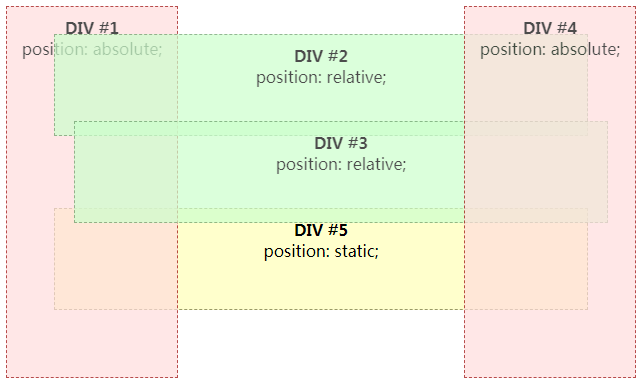 DIV #1
position: absolute;
DIV #2
position: relative;
DIV #3
position: relative;
DIV #4
position: absolute;
DIV #5
position: static;